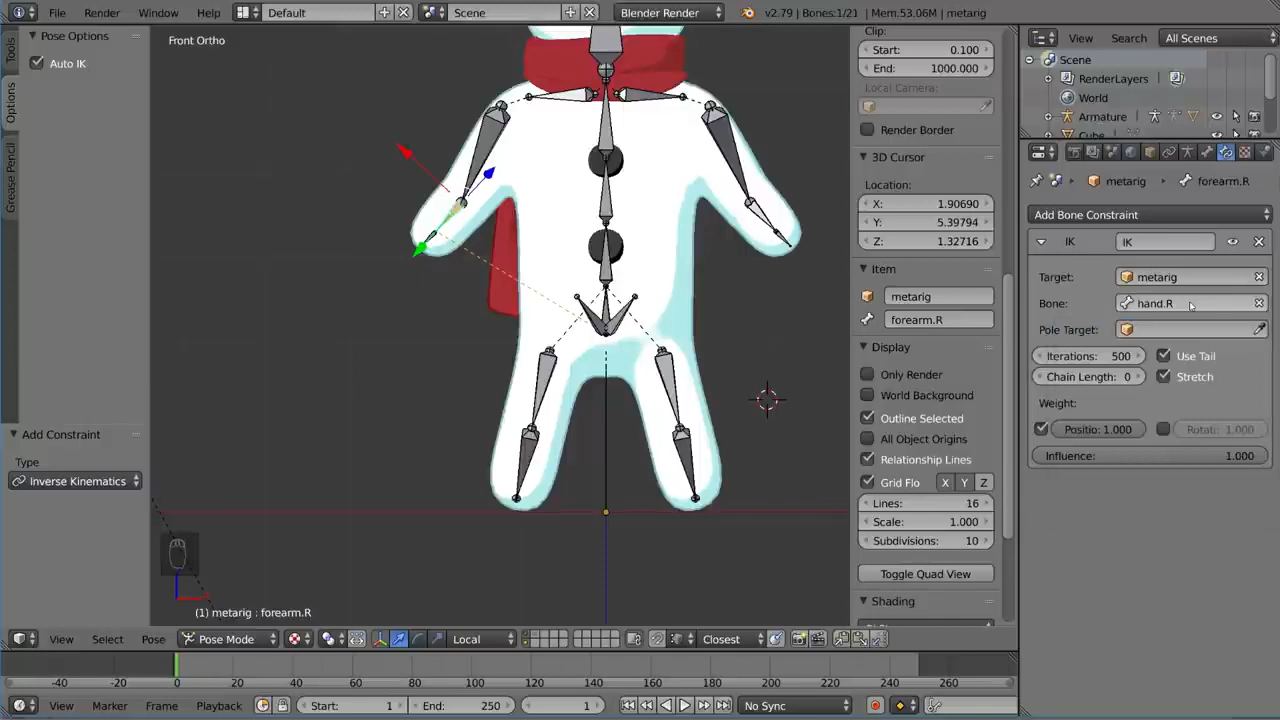 File Render Window Help Default Scene Blender Render v2.79 | Bones:1/21 | Mem.53.06M | metarig
Pose Options
Auto IK
Tools
Options
Grease Pencil
Add Constraint
Type
Inverse Kinematics
Front Ortho
(1) metarig : forearm.R
Clip:
Start: 0.100
End: 1000.000
Local Camera:
Render Border
3D Cursor
Location:
X: 1.90690
Y: 5.39794
Z: 1.32716
Item
metarig
forearm.R
Display
Only Render
World Background
Outline Selected
All Object Origins
Relationship Lines
Grid Flo X Y Z
Lines: 16
Scale: 1.000
Subdivisions: 10
Toggle Quad View
Shading
View Search All Scenes
Scene
RenderLayers
World
Armature
Cube
metarig forearm.R
Add Bone Constraint
IK IK
Target: metarig
Bone: hand.R
Pole Target:
Iterations: 500 Use Tail
Chain Length: 0 Stretch
Weight:
Positio: 1.000 Rotati: 1.000
Influence: 1.000
View Select Pose Pose Mode Local Closest
-40 -20 0 20 40 60 80 100 120 140 160 180 200 220 240 260
View Marker Frame Playback Start: 1 End: 250 1 No Sync